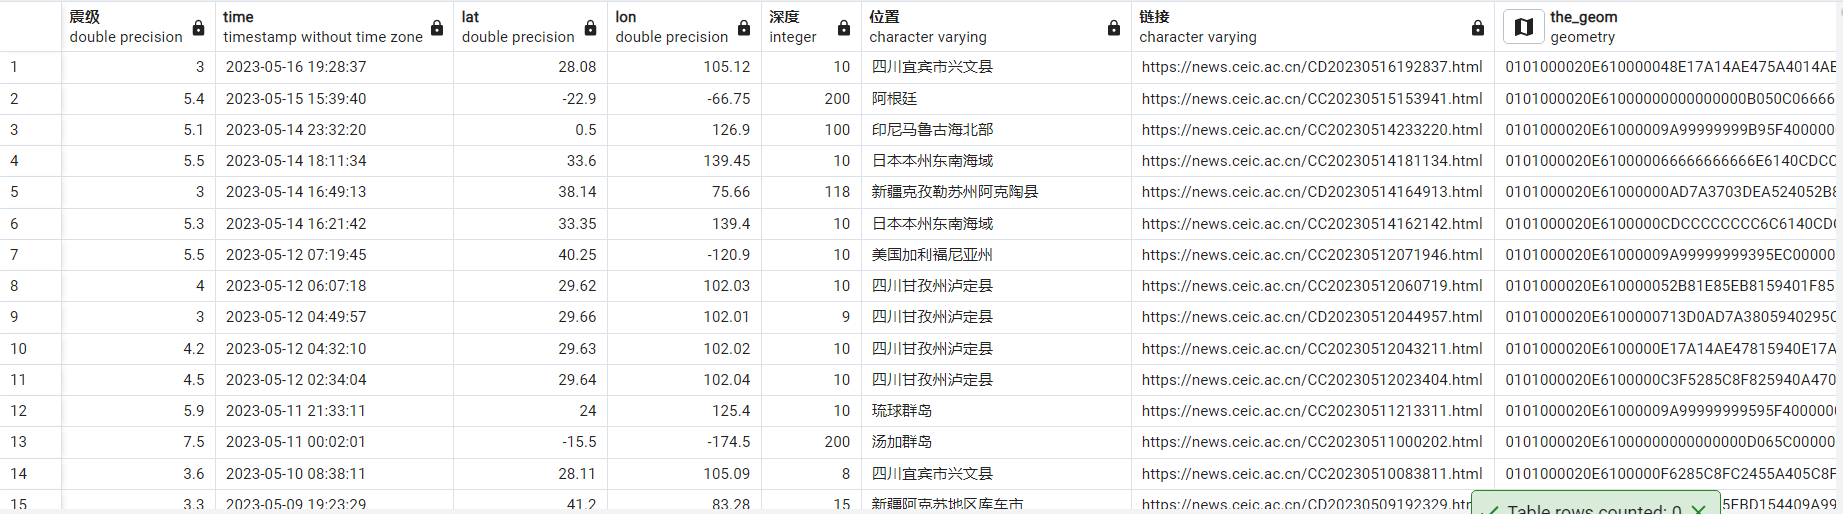 震级 time lat lon 深度 位置 链接 the_geom
double precision timestamp without time zone double precision double precision integer character varying character varying geometry
1 3 2023-05-16 19:28:37 28.08 105.12 10 四川宜宾市兴文县 https://news.ceic.ac.cn/CD20230516192837.html 0101000020E610000048E17A14AE475A4014AE
2 5.4 2023-05-15 15:39:40 -22.9 -66.75 200 阿根廷 https://news.ceic.ac.cn/CC20230515153941.html 0101000020E61000000000000000B050C06666
3 5.1 2023-05-14 23:32:20 0.5 126.9 100 印尼马鲁古海北部 https://news.ceic.ac.cn/CC20230514233220.html 0101000020E61000009A99999999B95F400000
4 5.5 2023-05-14 18:11:34 33.6 139.45 10 日本本州东南海域 https://news.ceic.ac.cn/CC20230514181134.html 0101000020E610000066666666666E6140CDCC
5 3 2023-05-14 16:49:13 38.14 75.66 118 新疆克孜勒苏州阿克陶县 https://news.ceic.ac.cn/CD20230514164913.html 0101000020E61000000AD7A3703DEA524052B8
6 5.3 2023-05-14 16:21:42 33.35 139.4 10 日本本州东南海域 https://news.ceic.ac.cn/CC20230514162142.html 0101000020E6100000CDCCCCCCCC6C6140CD
7 5.5 2023-05-12 07:19:45 40.25 -120.9 10 美国加利福尼亚州 https://news.ceic.ac.cn/CC20230512071946.html 0101000020E61000009A99999999395EC00000
8 4 2023-05-12 06:07:18 29.62 102.03 10 四川甘孜州泸定县 https://news.ceic.ac.cn/CC20230512060719.html 0101000020E610000052B81E85EB8159401F85
9 3 2023-05-12 04:49:57 29.66 102.01 9 四川甘孜州泸定县 https://news.ceic.ac.cn/CD20230512044957.html 0101000020E6100000713D0AD7A3805940295C
10 4.2 2023-05-12 04:32:10 29.63 102.02 10 四川甘孜州泸定县 https://news.ceic.ac.cn/CC20230512043211.html 0101000020E6100000E17A14AE47815940E17A
11 4.5 2023-05-12 02:34:04 29.64 102.04 10 四川甘孜州泸定县 https://news.ceic.ac.cn/CC20230512023404.html 0101000020E6100000C3F5285C8F825940A470
12 5.9 2023-05-11 21:33:11 24 125.4 10 琉球群岛 https://news.ceic.ac.cn/CC20230511213311.html 0101000020E61000009A99999999595F400000
13 7.5 2023-05-11 00:02:01 -15.5 -174.5 200 汤加群岛 https://news.ceic.ac.cn/CC20230511000202.html 0101000020E61000000000000000D065C00000
14 3.6 2023-05-10 08:38:11 28.11 105.09 8 四川宜宾市兴文县 https://news.ceic.ac.cn/CC20230510083811.html 0101000020E6100000F6285C8FC2455A405C8F
15 3.3 2023-05-09 19:23:29 41.2 83.28 15 新疆阿克苏地区库车市 https://news.ceic.ac.cn/CD20230509192329.htm 5EBD154409A99
Table rows counted: 0